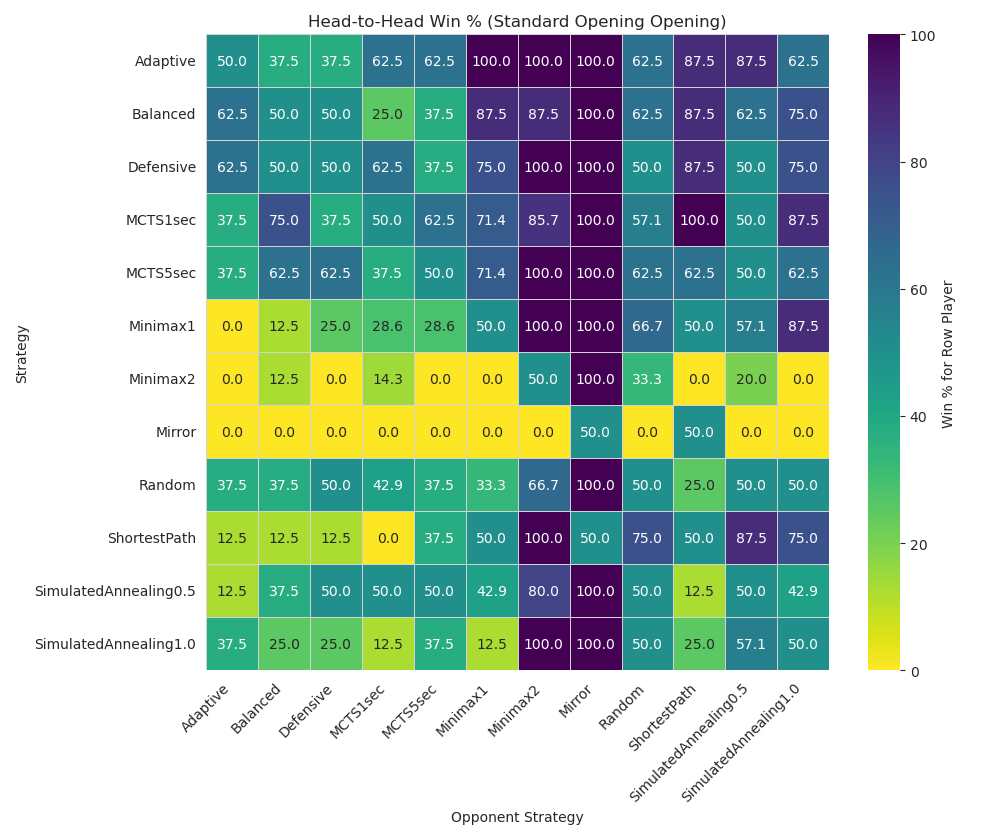 Head-to-Head Win % (Standard Opening Opening)
Strategy
Adaptive 50.0 37.5 37.5 62.5 62.5 100.0 100.0 100.0 62.5 87.5 87.5 62.5
Balanced 62.5 50.0 50.0 25.0 37.5 87.5 87.5 100.0 62.5 87.5 62.5 75.0
Defensive 62.5 50.0 50.0 62.5 37.5 75.0 100.0 100.0 50.0 87.5 50.0 75.0
MCTS1sec 37.5 75.0 37.5 50.0 62.5 71.4 85.7 100.0 57.1 100.0 50.0 87.5
MCTS5sec 37.5 62.5 62.5 37.5 50.0 71.4 100.0 100.0 62.5 62.5 50.0 62.5
Minimax1 0.0 12.5 25.0 28.6 28.6 50.0 100.0 100.0 66.7 50.0 57.1 87.5
Minimax2 0.0 12.5 0.0 14.3 0.0 0.0 50.0 100.0 33.3 0.0 20.0 0.0
Mirror 0.0 0.0 0.0 0.0 0.0 0.0 0.0 50.0 0.0 50.0 0.0 0.0
Random 37.5 37.5 50.0 42.9 37.5 33.3 66.7 100.0 50.0 25.0 50.0 50.0
ShortestPath 12.5 12.5 12.5 0.0 37.5 50.0 100.0 50.0 75.0 50.0 87.5 75.0
SimulatedAnnealing0.5 12.5 37.5 50.0 50.0 50.0 42.9 80.0 100.0 50.0 12.5 50.0 42.9
SimulatedAnnealing1.0 37.5 25.0 25.0 12.5 37.5 12.5 100.0 100.0 50.0 25.0 57.1 50.0
Adaptive Balanced Defensive MCTS1sec MCTS5sec Minimax1 Minimax2 Mirror Random ShortestPath SimulatedAnnealing0.5 SimulatedAnnealing1.0
Opponent Strategy
100
80
60
40
20
0
Win % for Row Player